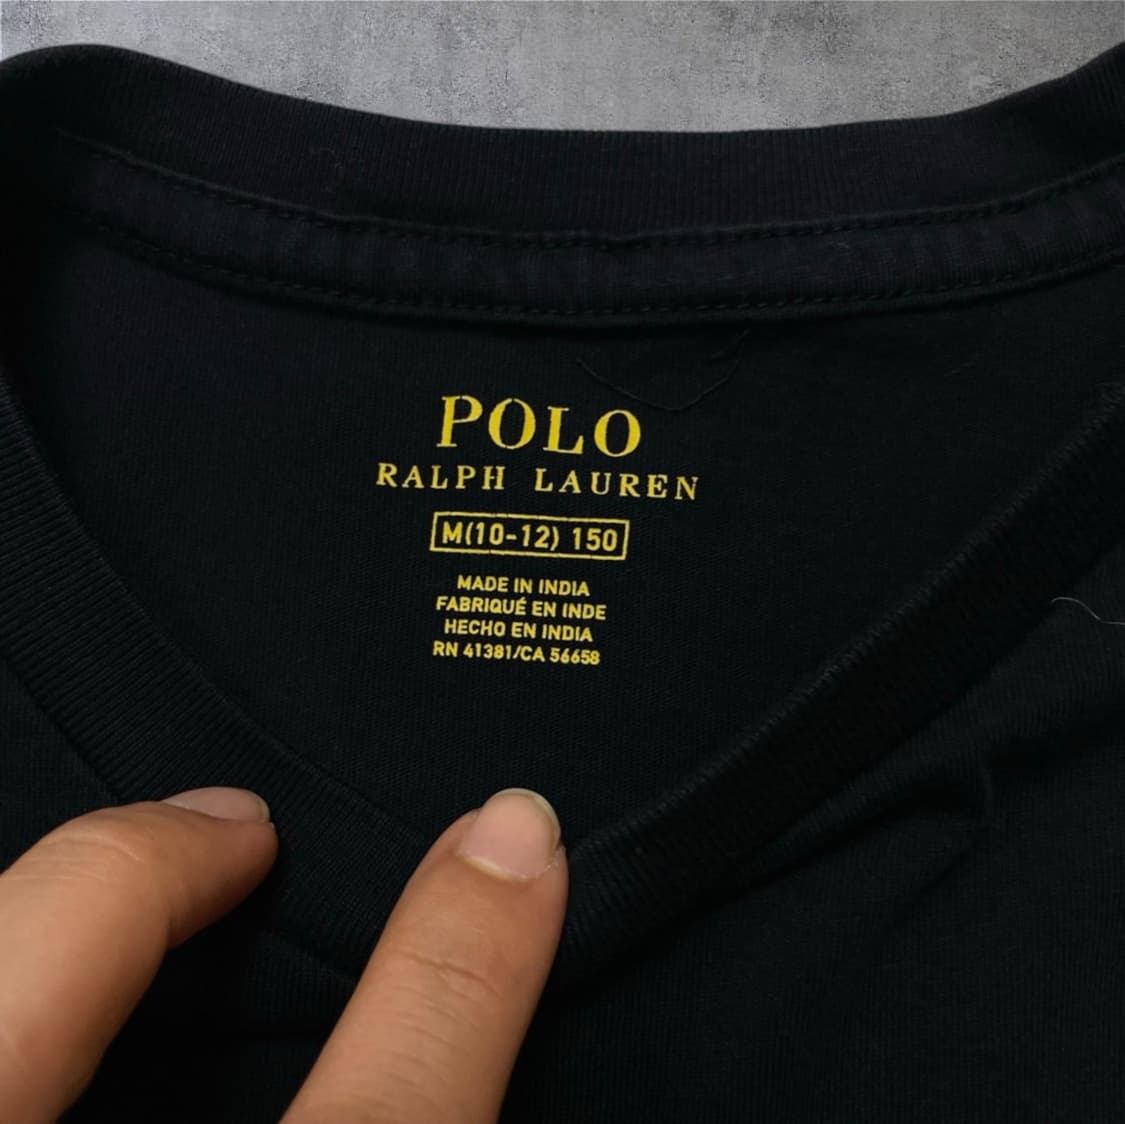 POLO
RALPH LAUREN
M(10-12) 150
MADE IN INDIA
FABRIQUÉ EN INDE
HECHO EN INDIA
RN 41381/CA 56658